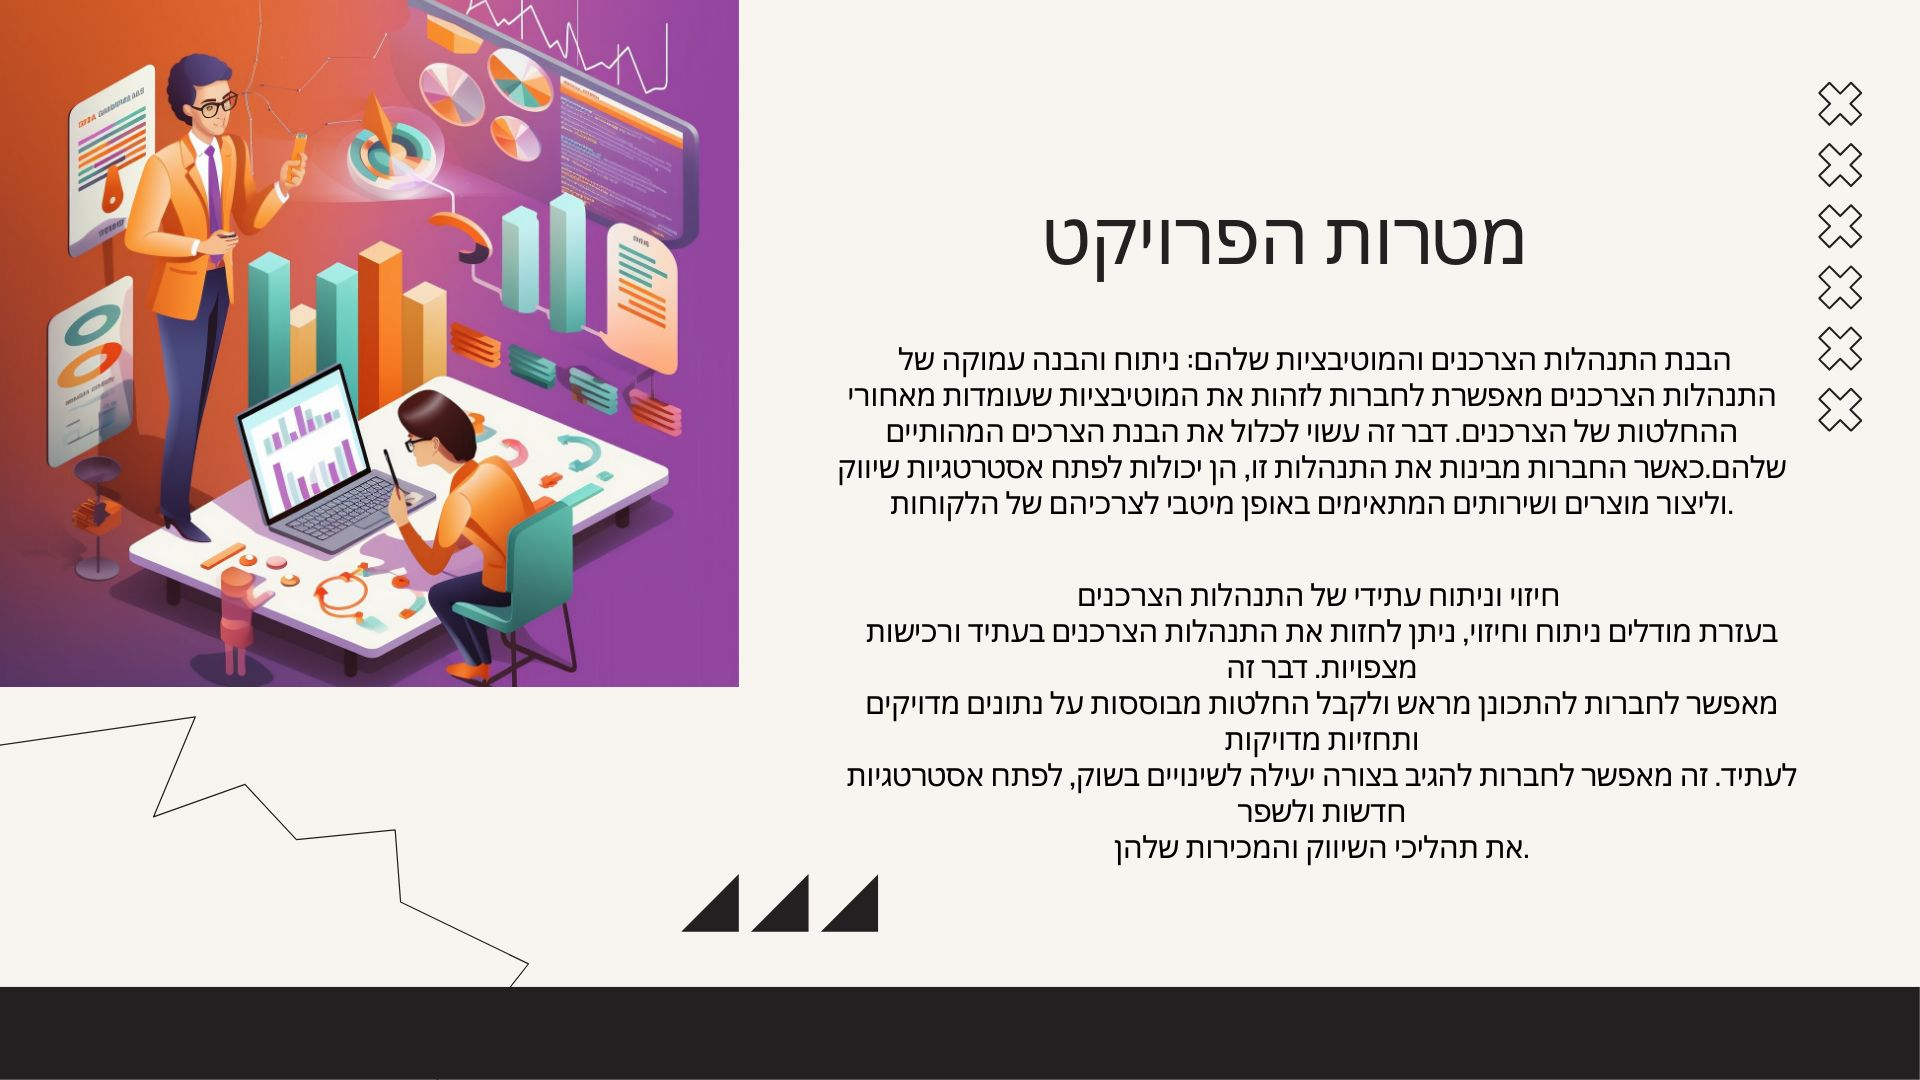 מטרות הפרויקט
הבנת התנהלות הצרכנים והמוטיבציות שלהם: ניתוח והבנה עמוקה של
התנהלות הצרכנים מאפשרת לחברות לזהות את המוטיבציות שעומדות מאחורי
ההחלטות של הצרכנים. דבר זה עשוי לכלול את הבנת הצרכים המהותיים
שלהם.כאשר החברות מבינות את התנהלות זו, הן יכולות לפתח אסטרטגיות שיווק
.וליצור מוצרים ושירותים המתאימים באופן מיטבי לצרכיהם של הלקוחות
חיזוי וניתוח עתידי של התנהלות הצרכנים
בעזרת מודלים ניתוח וחיזוי, ניתן לחזות את התנהלות הצרכנים בעתיד ורכישות
מצפויות. דבר זה
מאפשר לחברות להתכונן מראש ולקבל החלטות מבוססות על נתונים מדויקים
ותחזיות מדויקות
לעתיד. זה מאפשר לחברות להגיב בצורה יעילה לשינויים בשוק, לפתח אסטרטגיות
חדשות ולשפר
.את תהליכי השיווק והמכירות שלהן